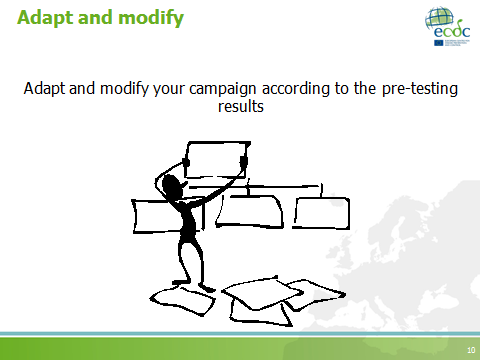 Adapt and modify
ecdc
Adapt and modify your campaign according to the pre-testing
results
10